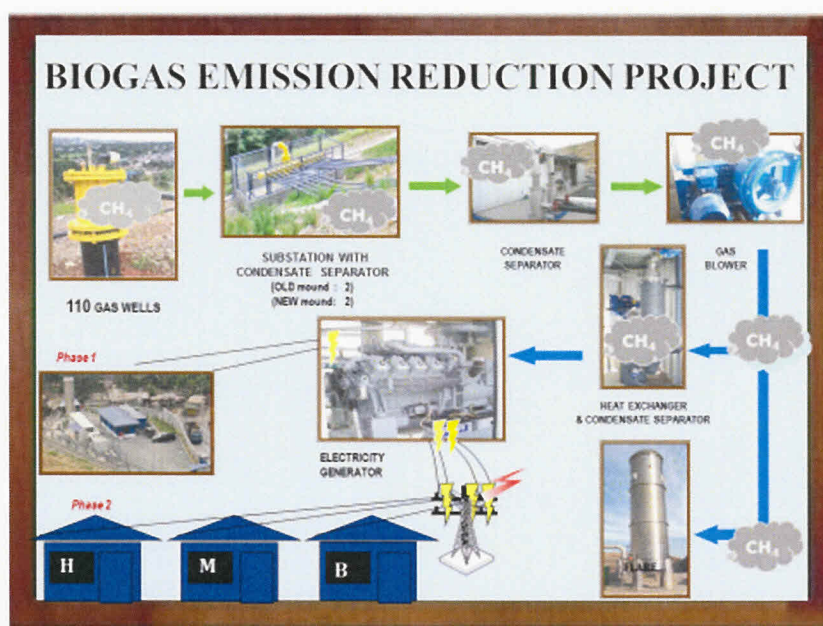 BIOGAS EMISSION REDUCTION PROJECT
CH4
CH4
CH4
CH4
110 GAS WELLS
SUBSTATION WITH
CONDENSATE SEPARATOR
(OLD mound : 2)
(NEW mound: 2)
CONDENSATE
SEPARATOR
GAS
BLOWER
CH4
CH4
Phase 1
HEAT EXCHANGER
& CONDENSATE SEPARATOR
ELECTRICITY
GENERATOR
Phase 2
CH4
FLARE
H
M
B